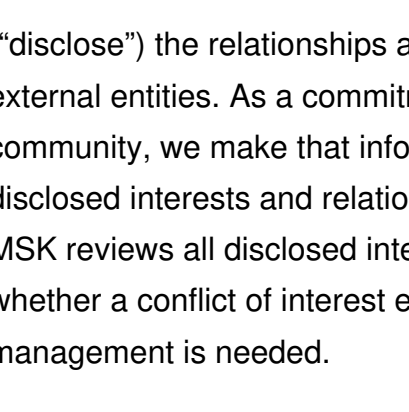 “disclose”) the relationships a
external entities. As a commit
community, we make that info
disclosed interests and relatio
MSK reviews all disclosed inte
whether a conflict of interest e
management is needed.